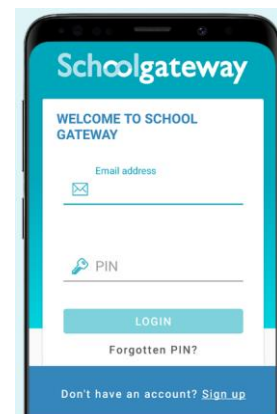 Schoolgateway
WELCOME TO SCHOOL
GATEWAY
Email address
PIN
LOGIN
Forgotten PIN?
Don't have an account? Sign up